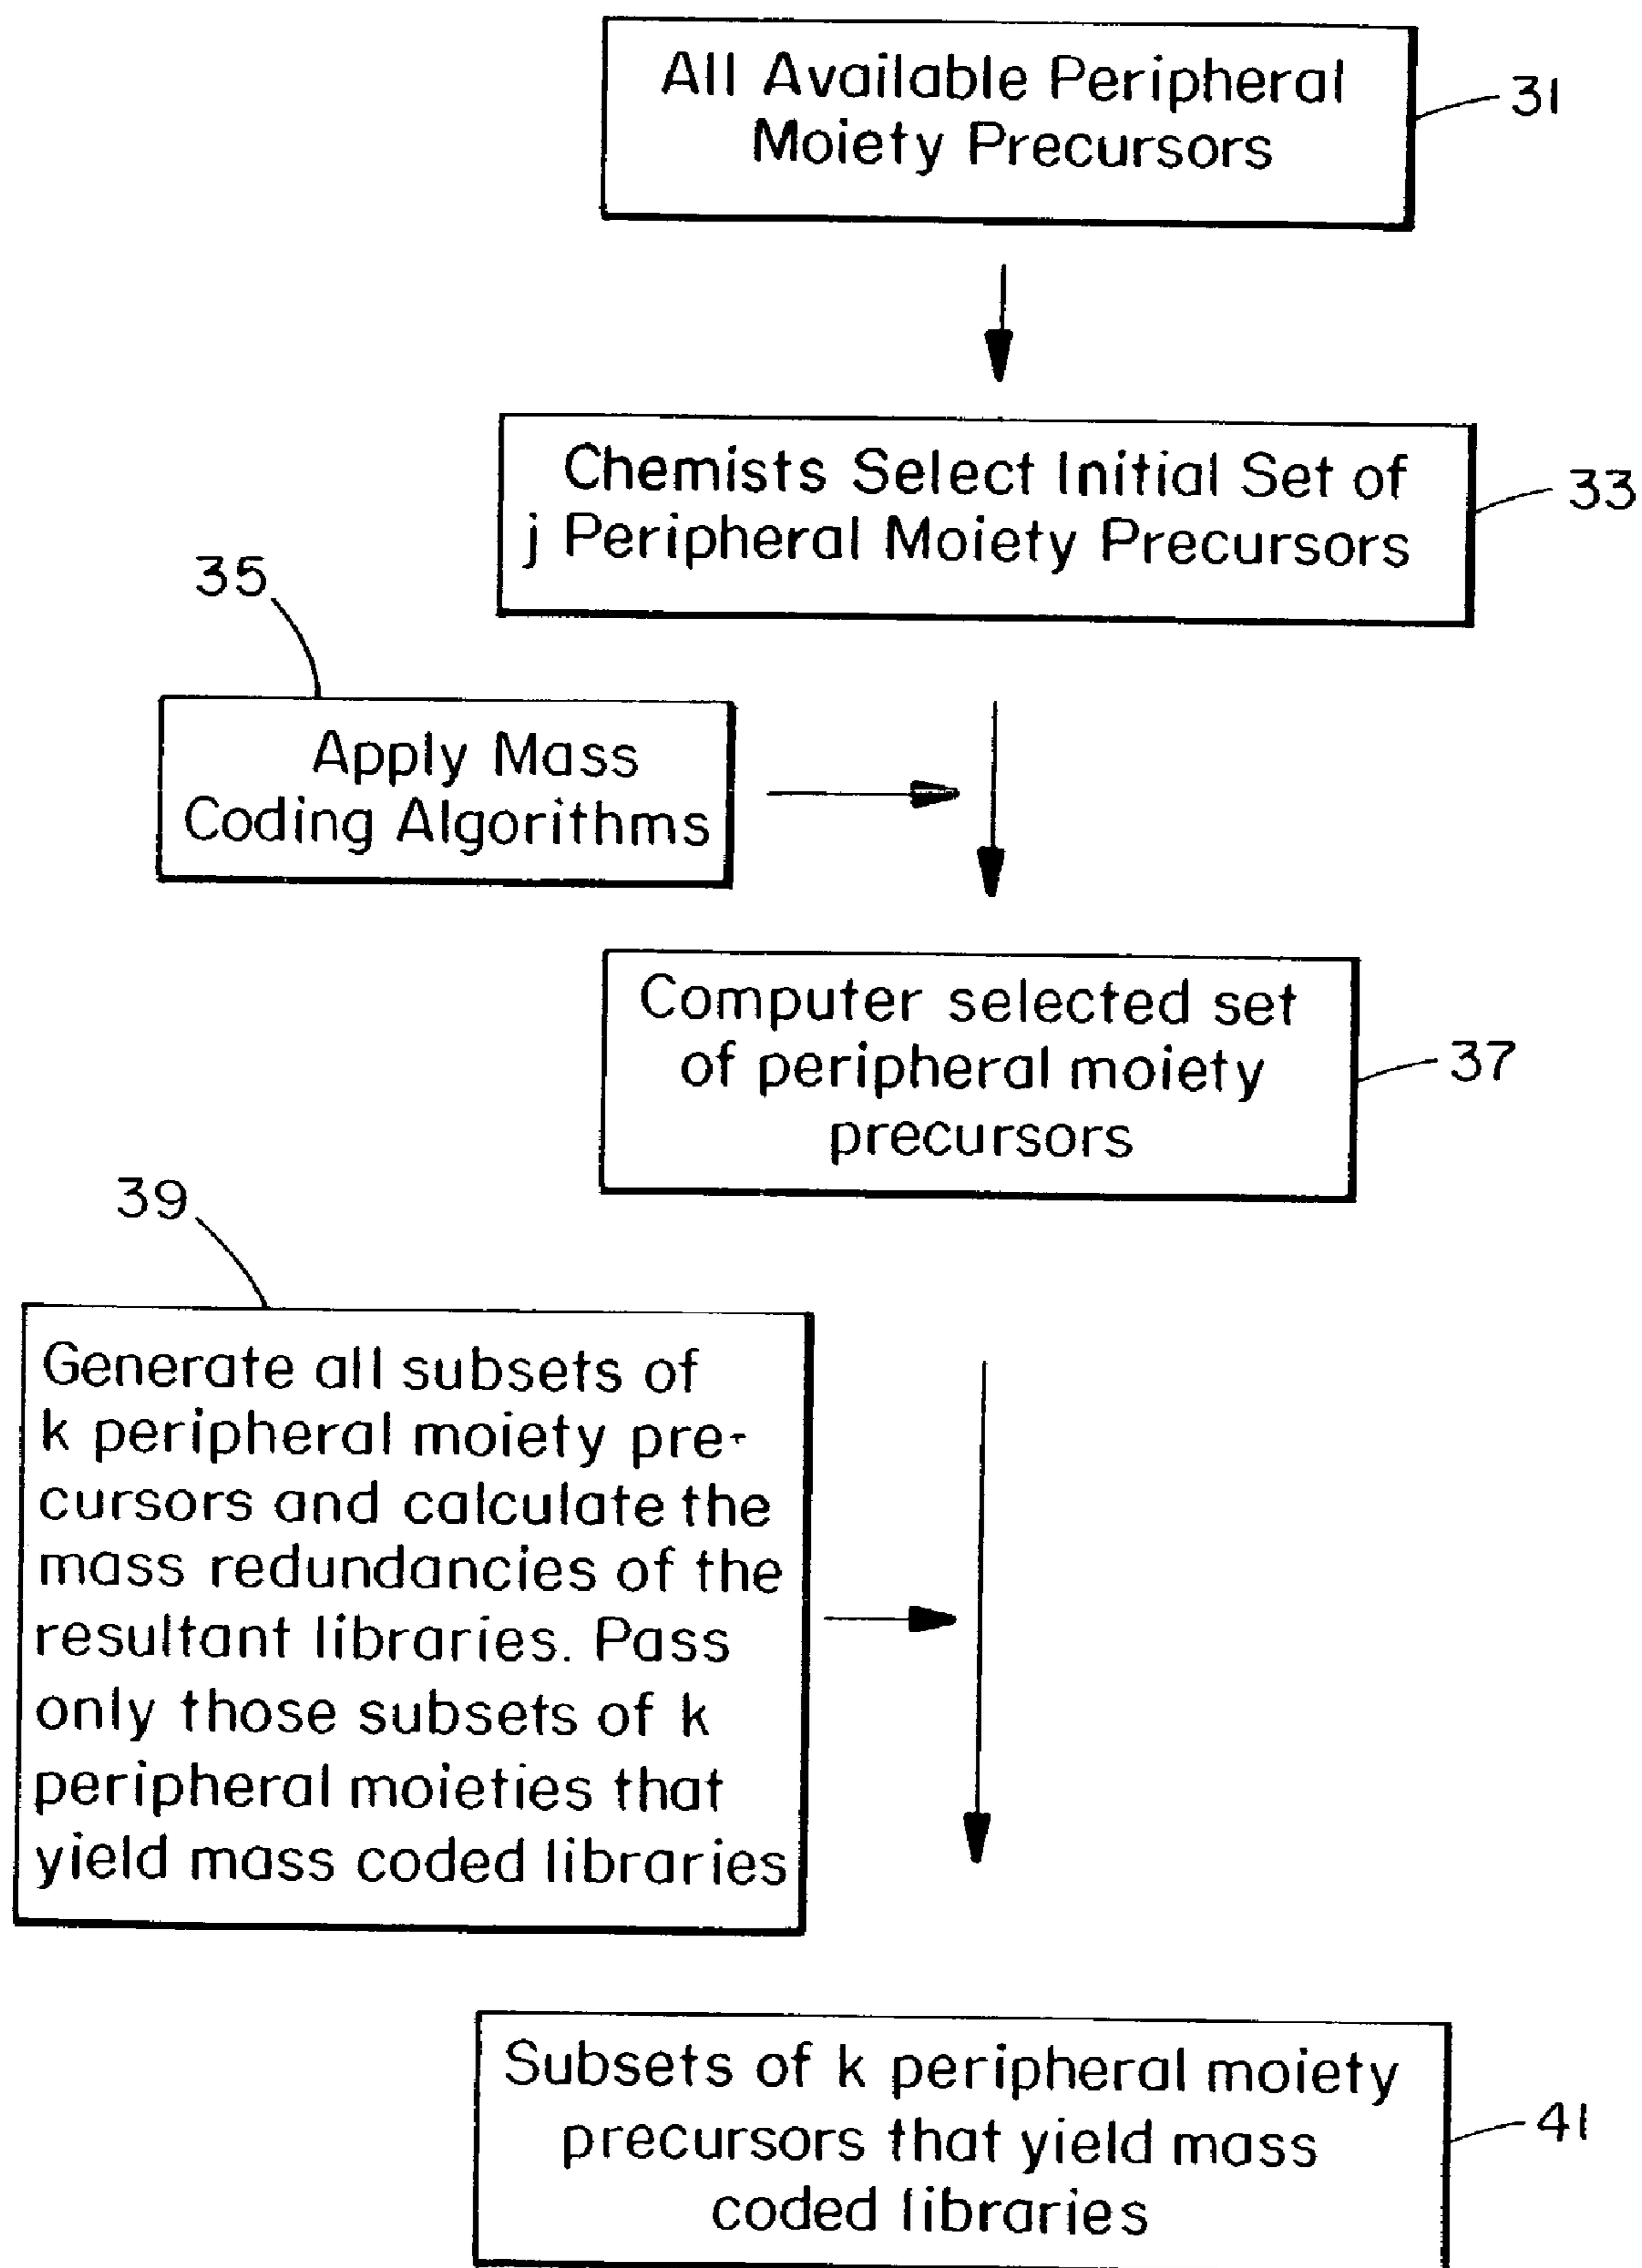 All Available Peripheral
Moiety Precursors
31
Chemists Select Initial Set of
j Peripheral Moiety Precursors
33
35
Apply Mass
Coding Algorithms
Computer selected set
of peripheral moiety
precursors
37
39
Generate all subsets of
k peripheral moiety pre-
cursors and calculate the
mass redundancies of the
resultant libraries. Pass
only those subsets of k
peripheral moieties that
yield mass coded libraries
Subsets of k peripheral moiety
precursors that yield mass
coded libraries
41